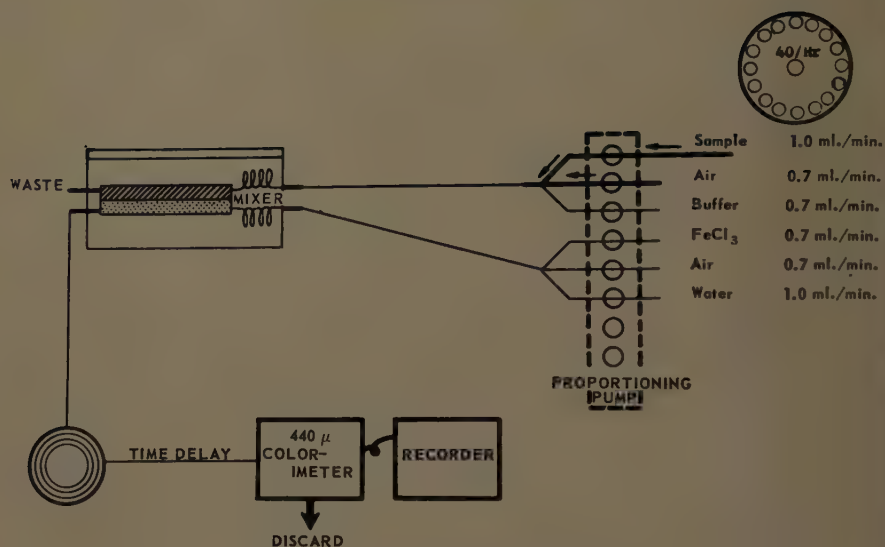 40/Hr
Sample 1.0 ml./min.
Air 0.7 ml./min.
Buffer 0.7 ml./min.
FeCl₃ 0.7 ml./min.
Air 0.7 ml./min.
Water 1.0 ml./min.
WASTE
MIXER
PROPORTIONING
PUMP
TIME DELAY
440 μ
COLOR-
IMETER
RECORDER
DISCARD